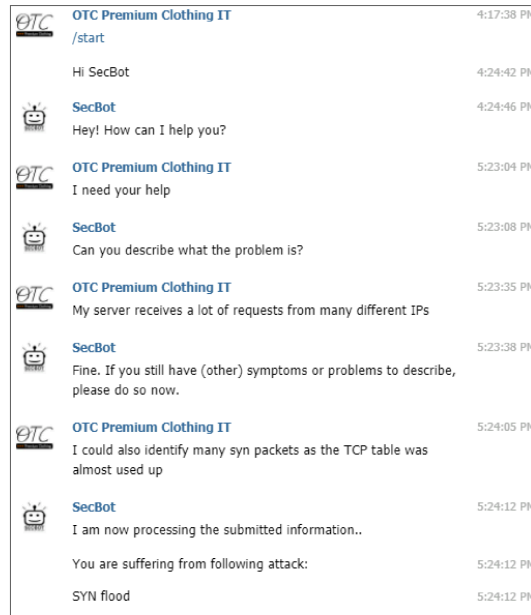 OTC Premium Clothing IT 4:17:38 PM
/start
Hi SecBot 4:24:42 PM
SecBot 4:24:46 PM
Hey! How can I help you?
OTC Premium Clothing IT 5:23:04 PM
I need your help
SecBot 5:23:08 PM
Can you describe what the problem is?
OTC Premium Clothing IT 5:23:35 PM
My server receives a lot of requests from many different IPs
SecBot 5:23:38 PM
Fine. If you still have (other) symptoms or problems to describe,
please do so now.
OTC Premium Clothing IT 5:24:05 PM
I could also identify many syn packets as the TCP table was
almost used up
SecBot 5:24:12 PM
I am now processing the submitted information..
You are suffering from following attack: 5:24:12 PM
SYN flood 5:24:12 PM